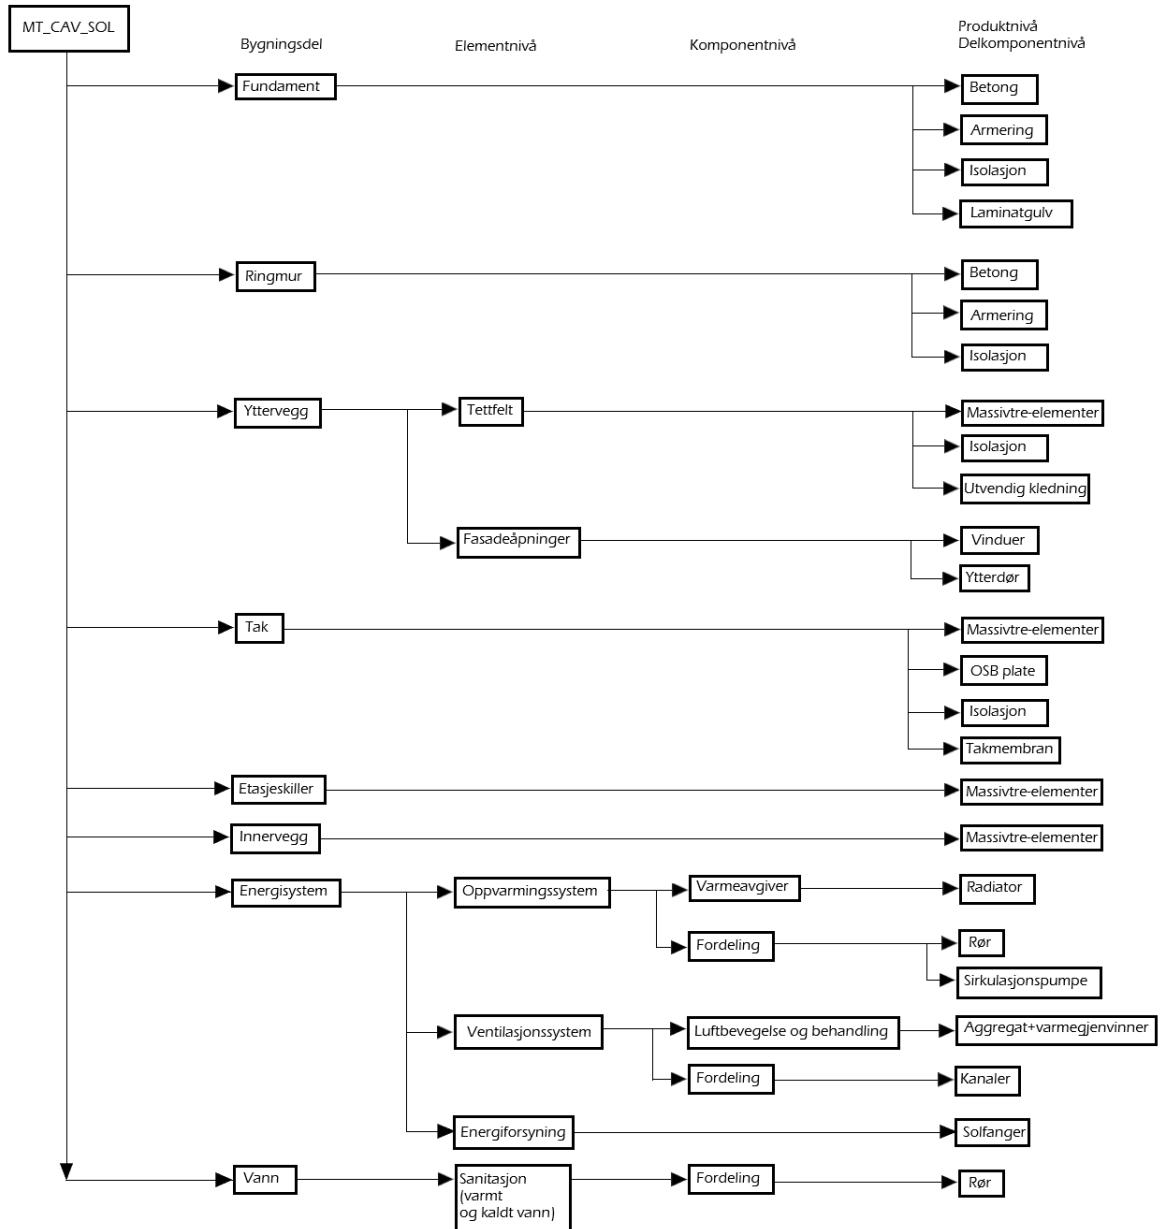 MT_CAV_SOL
Bygningsdel
Elementnivå
Komponentnivå
Produktnivå
Delkomponentnivå
Fundament
Betong
Armering
Isolasjon
Laminatgulv
Ringmur
Betong
Armering
Isolasjon
Yttervegg
Tettfelt
Massivtre-elementer
Isolasjon
Utvendig kledning
Fasadeåpninger
Vinduer
Ytterdør
Tak
Massivtre-elementer
OSB plate
Isolasjon
Takmembran
Etasjeskiller
Massivtre-elementer
Innervegg
Massivtre-elementer
Energisystem
Oppvarmingssystem
Varmeavgiver
Radiator
Fordeling
Rør
Sirkulasjonspumpe
Ventilasjonssystem
Luftbevegelse og behandling
Aggregat+varmegjenvinner
Fordeling
Kanaler
Energiforsyning
Solfanger
Vann
Sanitasjon
(varmt
og kaldt vann)
Fordeling
Rør